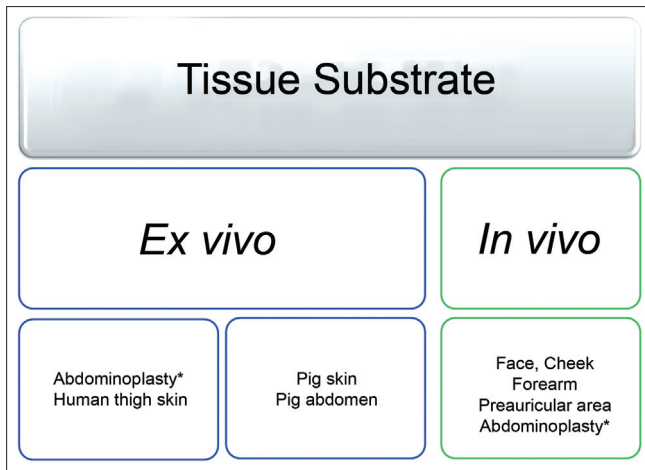 Tissue Substrate
Ex vivo
In vivo
Abdominoplasty*
Human thigh skin
Pig skin
Pig abdomen
Face, Cheek
Forearm
Preauricular area
Abdominoplasty*